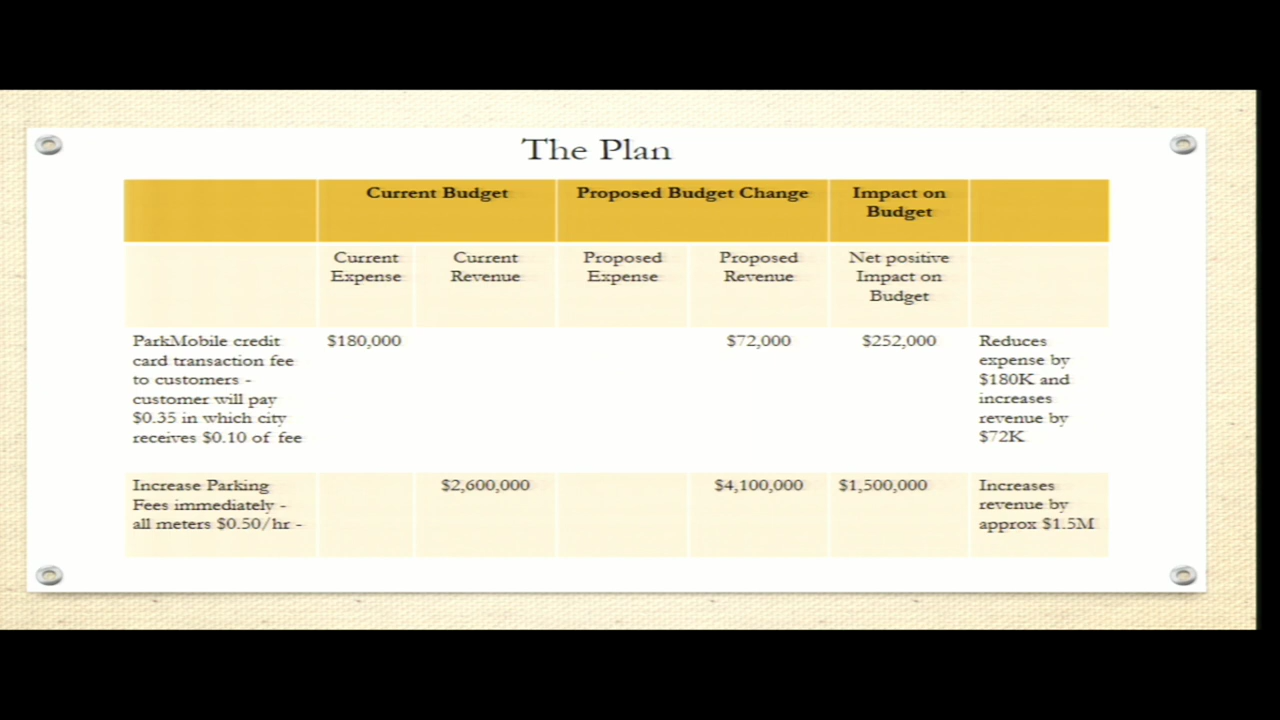 The Plan
Current Budget Proposed Budget Change Impact on
Budget
Current Current Proposed Proposed Net positive
Expense Revenue Expense Revenue Impact on
Budget
ParkMobile credit $180,000 $72,000 $252,000 Reduces
card transaction fee expense by
to customers - $180K and
customer will pay increases
$0.35 in which city revenue by
receives $0.10 of fee $72K
Increase Parking $2,600,000 $4,100,000 $1,500,000 Increases
Fees immediately - revenue by
all meters $0.50/hr - approx $1.5M